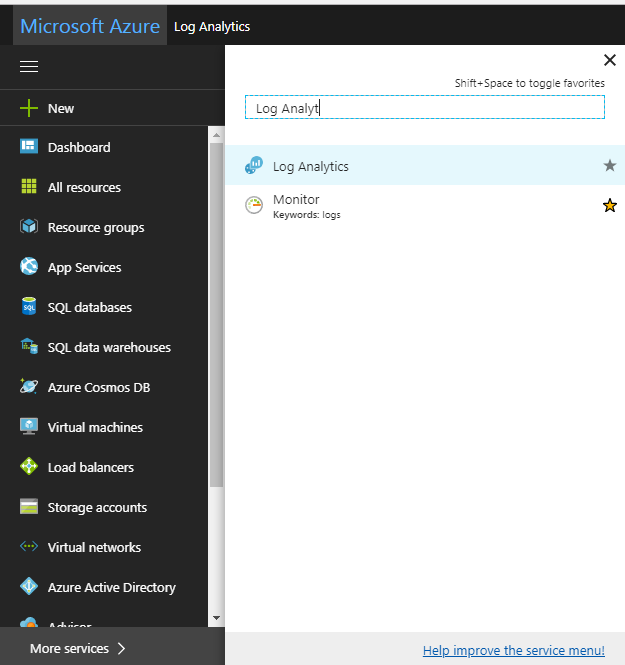 Microsoft Azure Log Analytics
Shift+Space to toggle favorites
Log Analyt
New
Dashboard
All resources
Resource groups
App Services
SQL databases
SQL data warehouses
Azure Cosmos DB
Virtual machines
Load balancers
Storage accounts
Virtual networks
Azure Active Directory
Advisor
More services
Log Analytics
Monitor
Keywords: logs
Help improve the service menu!